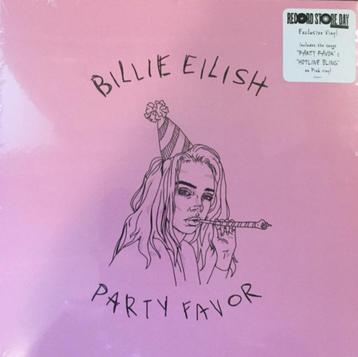 RECORD STORE DAY
Exclusive Vinyl
Includes the songs
"PARTY FAVOR" &
"HOTLINE BLING"
on Pink Vinyl
BILLIE EILISH
PARTY FAVOR